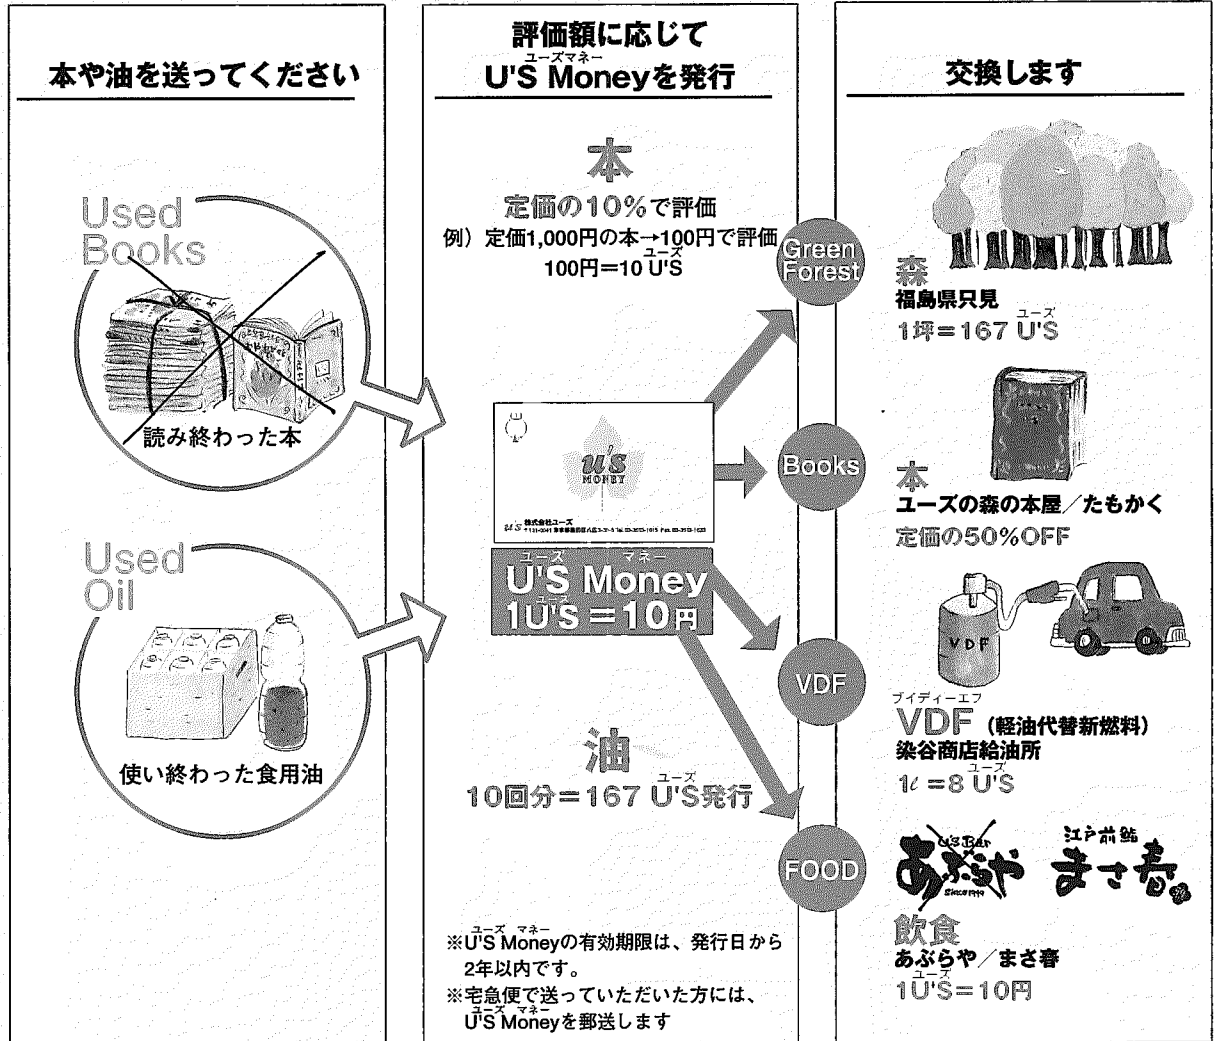 本や油を送ってください
Used
Books
読み終わった本
Used
Oil
使い終わった食用油
評価額に応じて
ユーズマネー
U'S Moneyを発行
本
定価の10%で評価
例）定価1,000円の本→100円で評価
ユーズ
100円＝10 U'S
u's
MONEY
u's 株式会社ユーズ
ユーズ マネー
U'S Money
ユーズ
1U'S＝10円
油
ユーズ
10回分＝167 U'S発行
ユーズ マネー
※U'S Moneyの有効期限は、発行日から
2年以内です。
※宅急便で送っていただいた方には、
ユーズ マネー
U'S Moneyを郵送します
Green
Forest
Books
VDF
FOOD
交換します
森
福島県只見
ユーズ
1坪＝167 U'S
本
ユーズの森の本屋／たもかく
定価の50%OFF
VDF
ブイディーエフ
VDF（軽油代替新燃料）
染谷商店給油所
ユーズ
1ℓ＝8 U'S
U's Bar
あぶらや
Since 1999
江戸前鮨
まさ春
飲食
あぶらや／まさ春
ユーズ
1U'S＝10円